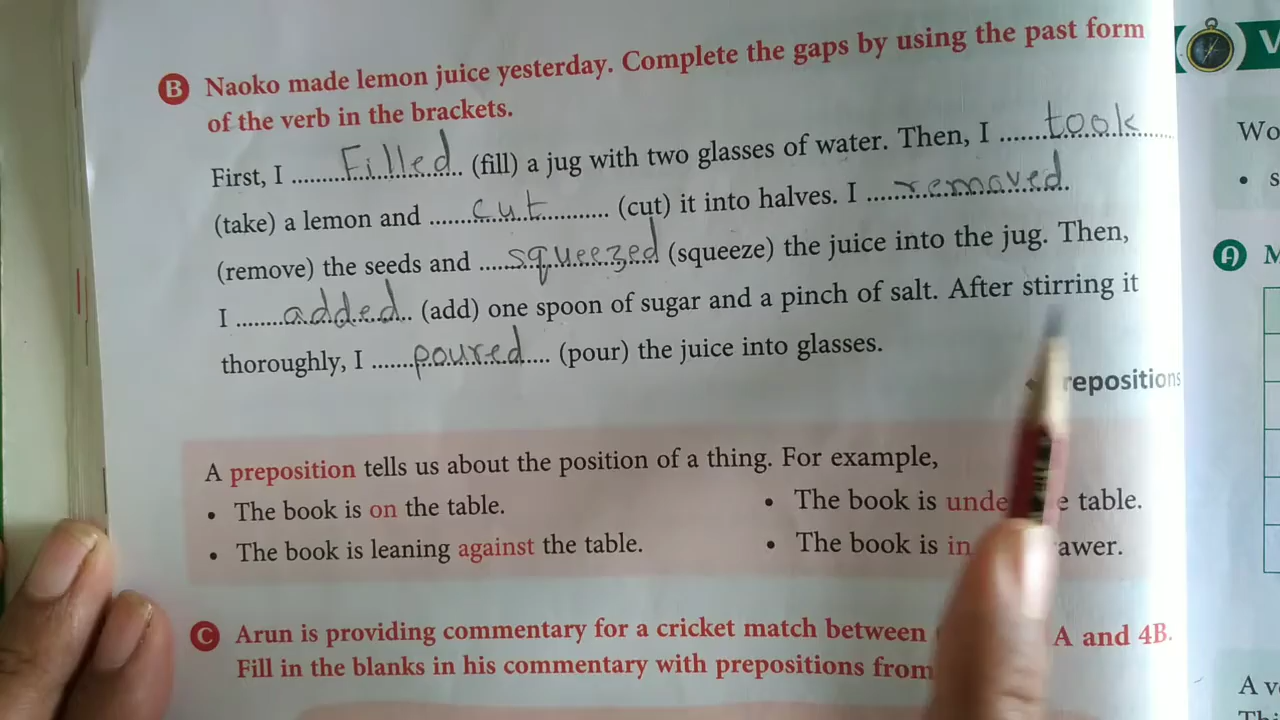 B Naoko made lemon juice yesterday. Complete the gaps by using the past form
of the verb in the brackets.
First, I ........Filled.. (fill) a jug with two glasses of water. Then, I .......took......
(take) a lemon and .......cut.......... (cut) it into halves. I .......removed.
(remove) the seeds and .....squeezed (squeeze) the juice into the jug. Then,
I ........added.. (add) one spoon of sugar and a pinch of salt. After stirring it
thoroughly, I .......poured.... (pour) the juice into glasses.
repositions
A preposition tells us about the position of a thing. For example,
• The book is on the table.
• The book is unde e table.
• The book is leaning against the table.
• The book is in awer.
C Arun is providing commentary for a cricket match between A and 4B.
Fill in the blanks in his commentary with prepositions from
V
Wo
• s
A M
A v